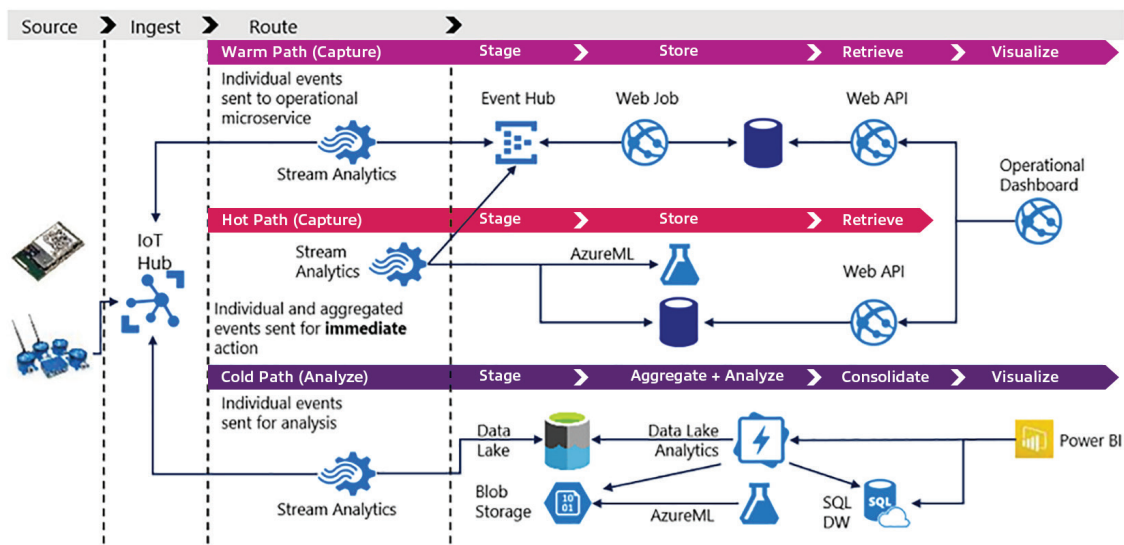 Source
Ingest
Route
Warm Path (Capture)
Stage
Store
Retrieve
Visualize
Individual events
sent to operational
microservice
Stream Analytics
Event Hub
Web Job
Web API
Operational
Dashboard
Hot Path (Capture)
Stage
Store
Retrieve
IoT
Hub
Stream
Analytics
AzureML
Web API
Individual and aggregated
events sent for immediate
action
Cold Path (Analyze)
Stage
Aggregate + Analyze
Consolidate
Visualize
Individual events
sent for analysis
Stream Analytics
Data
Lake
Data Lake
Analytics
Power BI
Blob
Storage
10
01
AzureML
SQL
DW
SQL